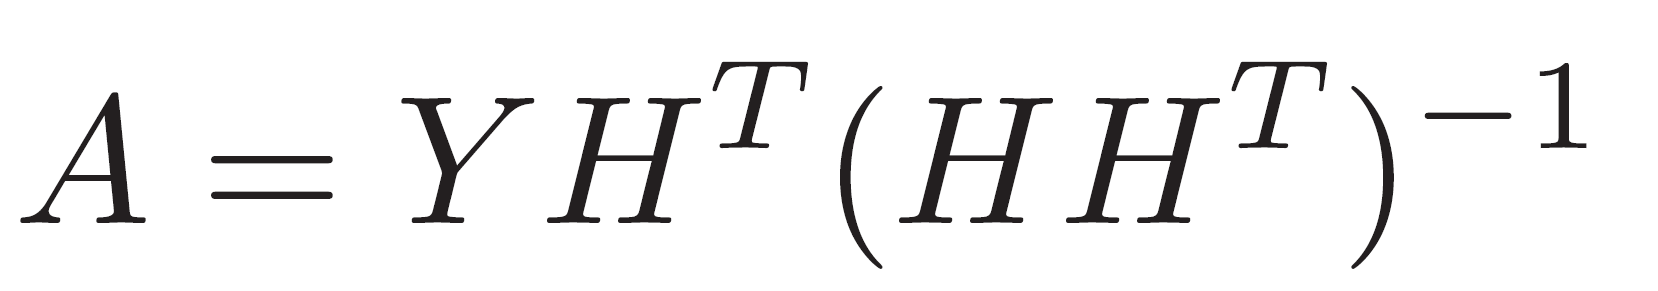 A = YH^T(HH^T)^{-1}